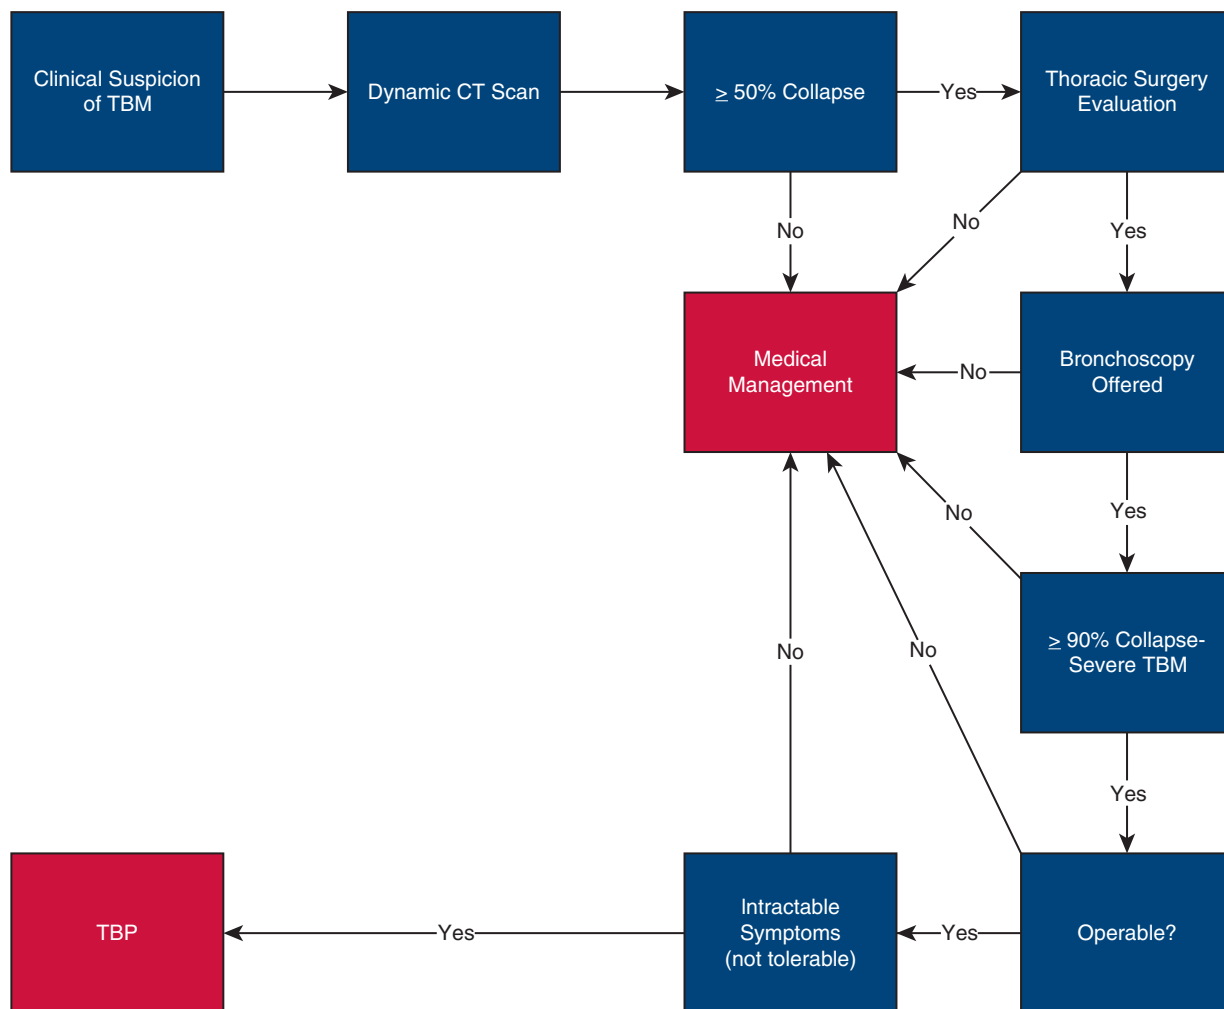 Clinical Suspicion
of TBM
Dynamic CT Scan
≥ 50% Collapse
Yes
Thoracic Surgery
Evaluation
No
No
Yes
Medical
Management
No
Bronchoscopy
Offered
No
Yes
≥ 90% Collapse-
Severe TBM
No
No
Yes
TBP
Yes
Intractable
Symptoms
(not tolerable)
Yes
Operable?